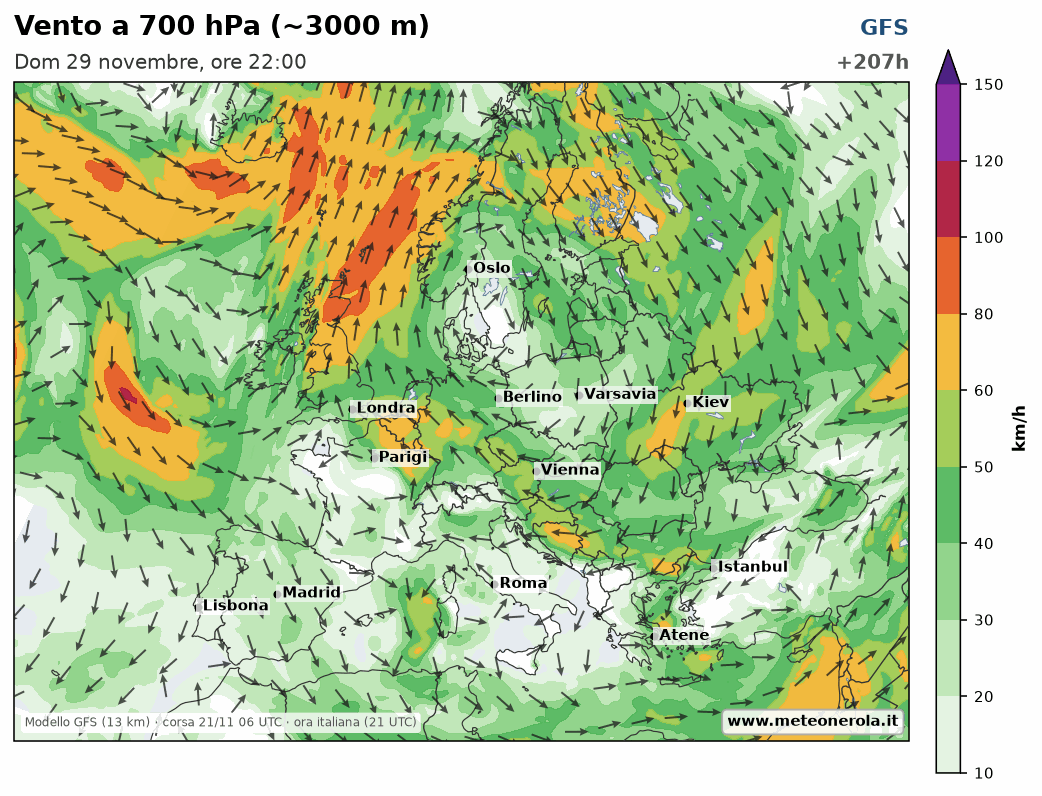 Vento a 700 hPa (~3000 m)
GFS
Dom 29 novembre, ore 22:00
+207h
150
120
100
80
60
50
40
30
20
10
km/h
Oslo
Berlino
Varsavia
Kiev
Londra
Parigi
Vienna
Istanbul
Roma
Madrid
Lisbona
Atene
Modello GFS (13 km) · corsa 21/11 06 UTC · ora italiana (21 UTC)
www.meteonerola.it